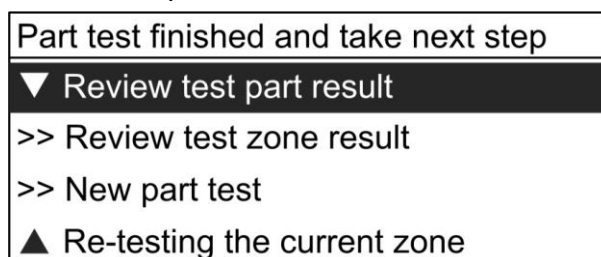 Part test finished and take next step
▼ Review test part result
>> Review test zone result
>> New part test
▲ Re-testing the current zone